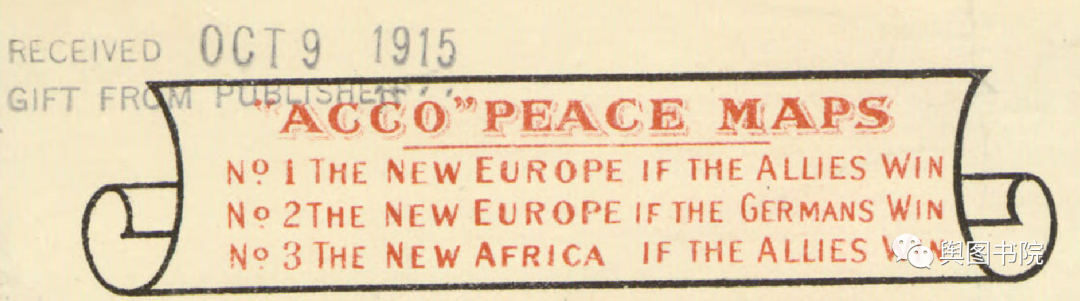 RECEIVED OCT 9 1915
GIFT FROM PUBLISHER
"ACCO" PEACE MAPS
No 1 THE NEW EUROPE IF THE ALLIES WIN
No 2 THE NEW EUROPE IF THE GERMANS WIN
No 3 THE NEW AFRICA IF THE ALLIES WIN
舆图书院